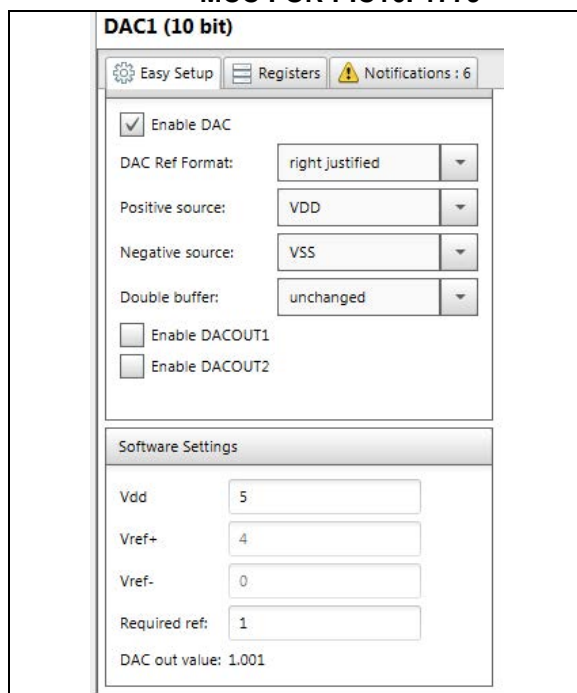 DAC1 (10 bit)
Easy Setup Registers Notifications : 6
Enable DAC
DAC Ref Format: right justified
Positive source: VDD
Negative source: VSS
Double buffer: unchanged
Enable DACOUT1
Enable DACOUT2
Software Settings
Vdd 5
Vref+ 4
Vref- 0
Required ref: 1
DAC out value: 1.001